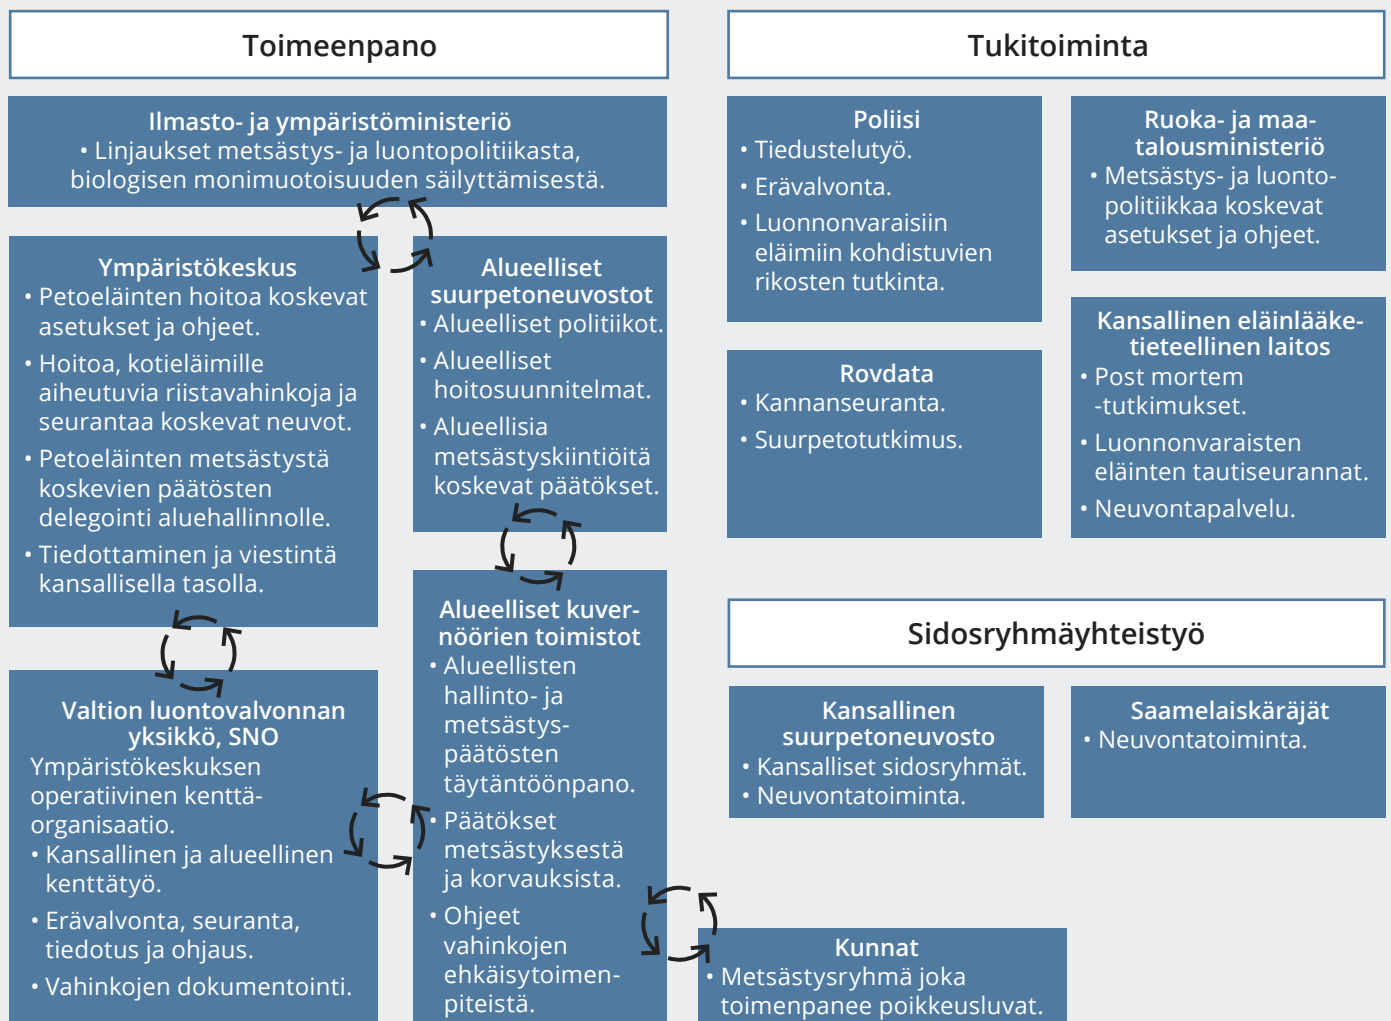 Toimeenpano
Ilmasto- ja ympäristöministeriö
• Linjaukset metsästys- ja luontopolitiikasta,
biologisen monimuotoisuuden säilyttämisestä.
Ympäristökeskus
• Petoeläinten hoitoa koskevat
asetukset ja ohjeet.
• Hoitoa, kotieläimille
aiheutuvia riistavahinkoja ja
seurantaa koskevat neuvot.
• Petoeläinten metsästystä
koskevien päätösten
delegointi aluehallinnolle.
• Tiedottaminen ja viestintä
kansallisella tasolla.
Alueelliset
suurpetoneuvostot
• Alueelliset politiikot.
• Alueelliset
hoitosuunnitelmat.
• Alueellisia
metsästyskiintiöitä
koskevat päätökset.
Valtion luontovalvonnan
yksikkö, SNO
Ympäristökeskuksen
operatiivinen kenttä-
organisaatio.
• Kansallinen ja alueellinen
kenttätyö.
• Erävalvonta, seuranta,
tiedotus ja ohjaus.
• Vahinkojen dokumentointi.
Alueelliset kuver-
nöörien toimistot
• Alueellisten
hallinto- ja
metsästys-
päätösten
täytäntöönpano.
• Päätökset
metsästyksestä
ja korvauksista.
• Ohjeet
vahinkojen
ehkäisytoimen-
piteistä.
Kunnat
• Metsästysryhmä joka
toimenpanee poikkeusluvat.
Tukitoiminta
Poliisi
• Tiedustelutyö.
• Erävalvonta.
• Luonnonvaraisiin
eläimiin kohdistuvien
rikosten tutkinta.
Ruoka- ja maa-
talousministeriö
• Metsästys- ja luonto-
politiikkaa koskevat
asetukset ja ohjeet.
Rovdata
• Kannanseuranta.
• Suurpetotutkimus.
Kansallinen eläinlääke-
tieteellinen laitos
• Post mortem
-tutkimukset.
• Luonnonvaraisten
eläinten tautiseurannat.
• Neuvontapalvelu.
Sidosryhmäyhteistyö
Kansallinen
suurpetoneuvosto
• Kansalliset sidosryhmät.
• Neuvontatoiminta.
Saamelaiskäräjät
• Neuvontatoiminta.